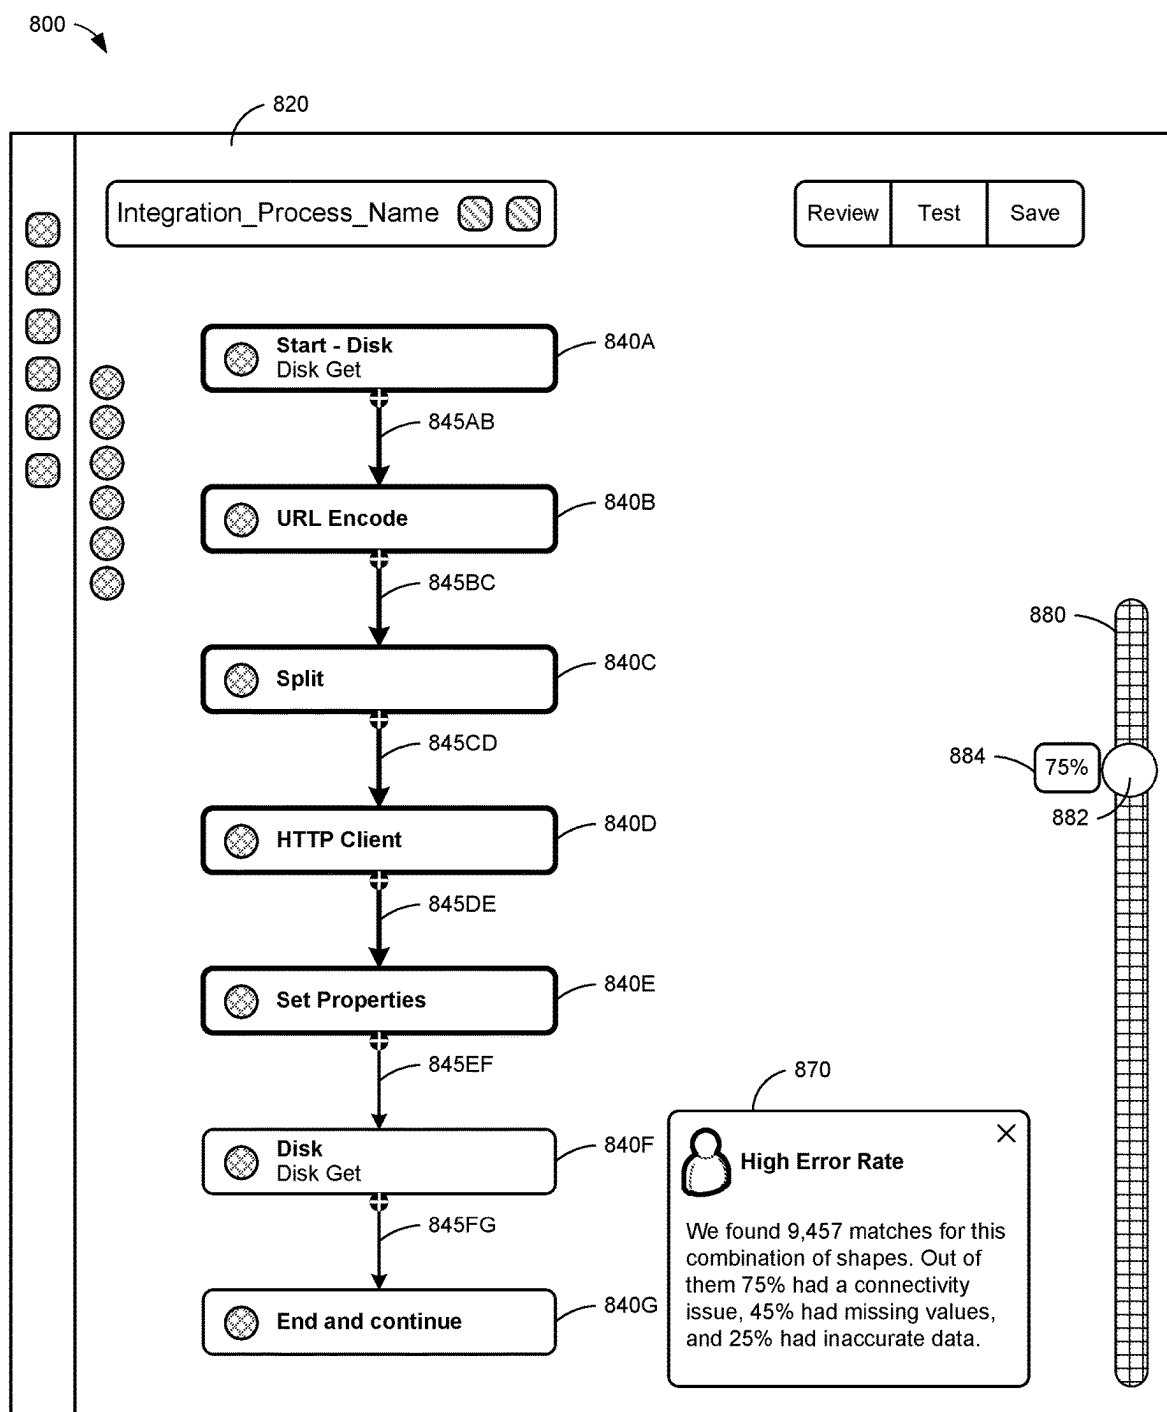 800
820
Integration_Process_Name
Review Test Save
Start - Disk
Disk Get
840A
845AB
URL Encode
840B
845BC
Split
840C
845CD
HTTP Client
840D
845DE
Set Properties
840E
845EF
Disk
Disk Get
840F
845FG
End and continue
840G
880
884
75%
882
870
High Error Rate
We found 9,457 matches for this
combination of shapes. Out of
them 75% had a connectivity
issue, 45% had missing values,
and 25% had inaccurate data.